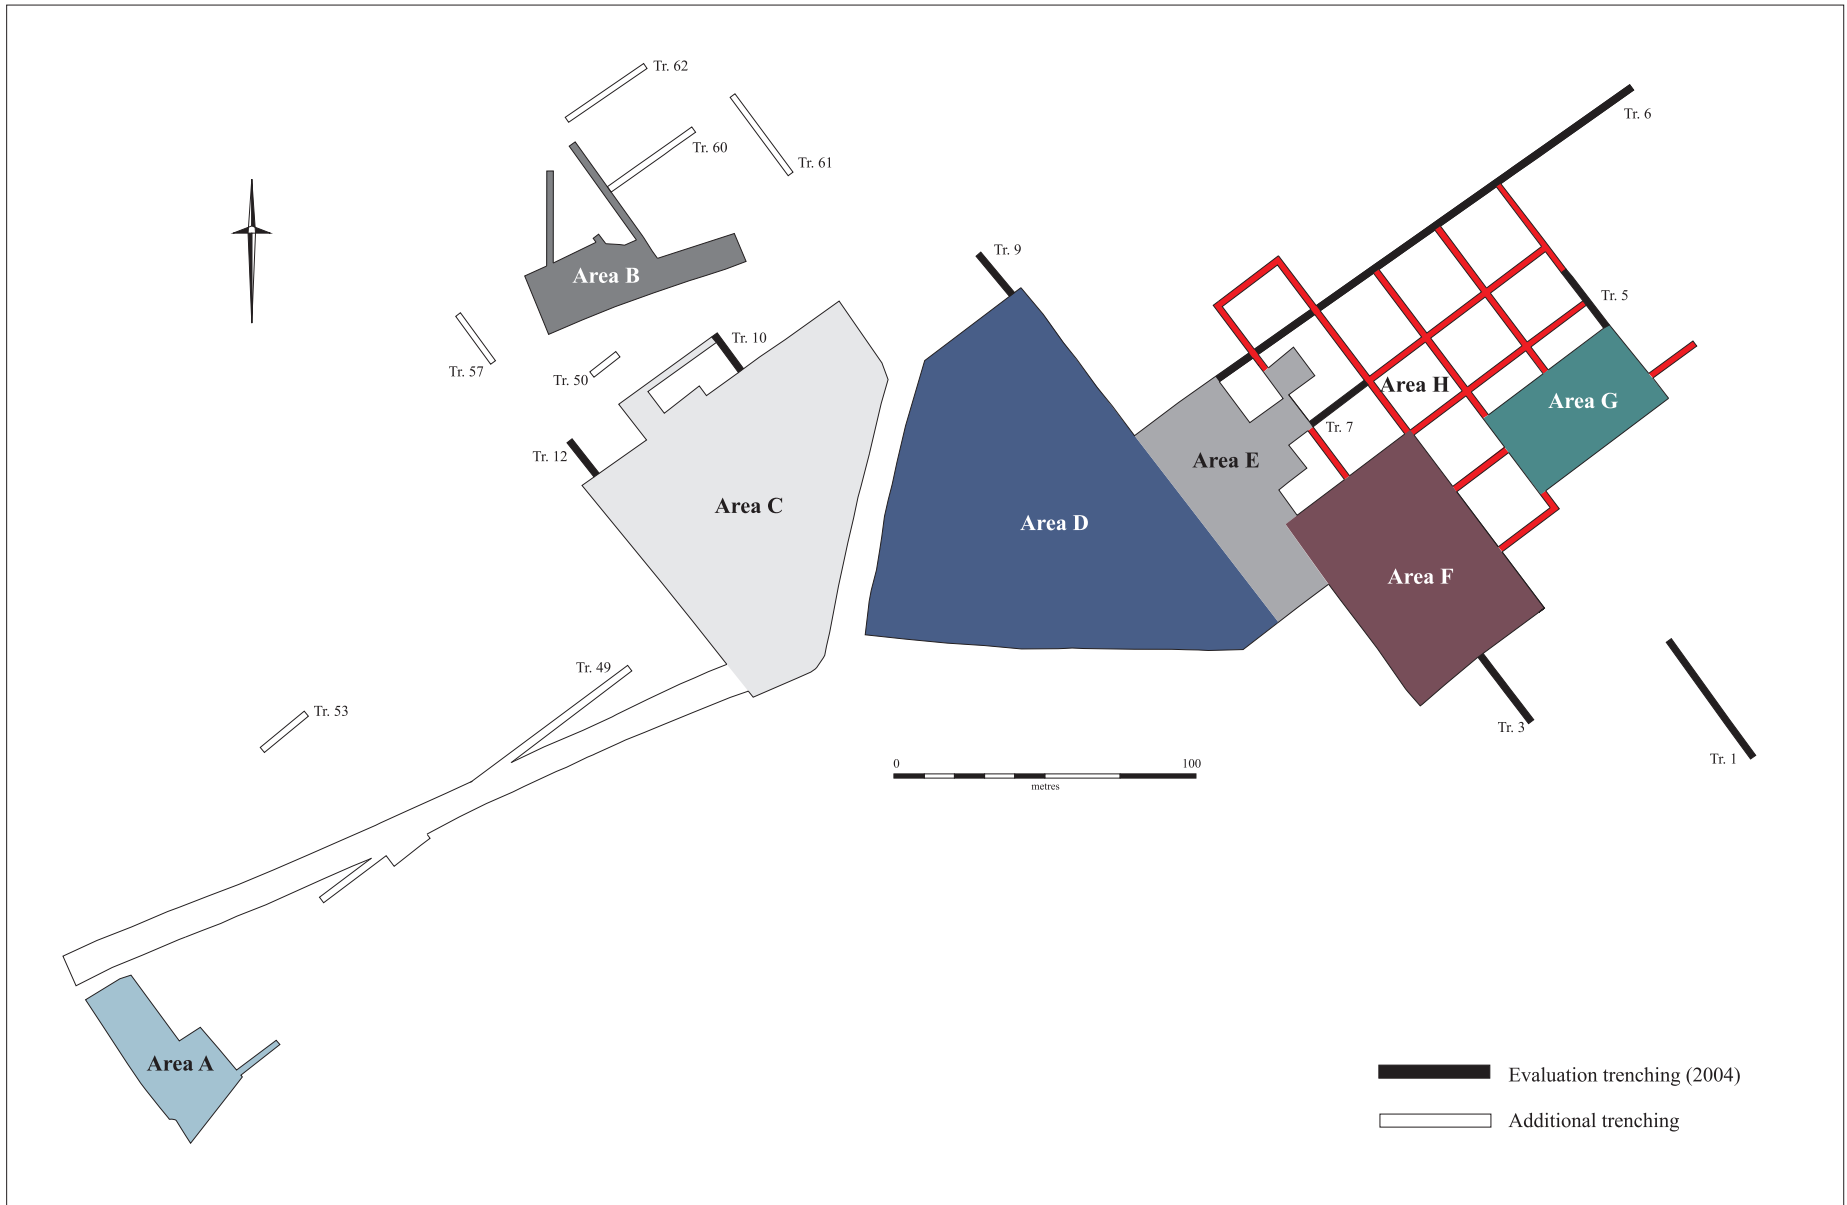 Tr. 62
Tr. 6
Tr. 60
Tr. 61
Tr. 9
Area B
Tr. 5
Tr. 10
Tr. 57
Tr. 50
Area H
Area G
Tr. 7
Tr. 12
Area E
Area C
Area D
Area F
Tr. 49
Tr. 53
Tr. 3
Tr. 1
0 100
metres
Area A
Evaluation trenching (2004)
Additional trenching